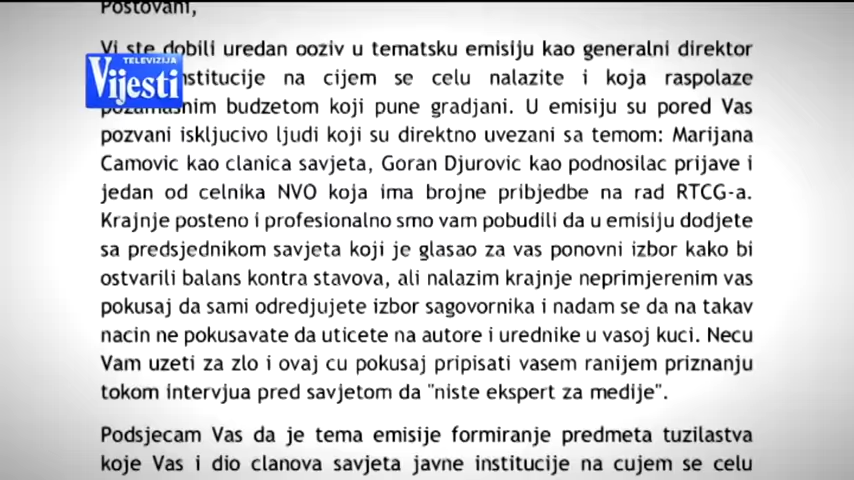 Postovani,
Vi ste dobili uredan ooziv u tematsku emisiju kao generalni direktor
TELEVIZIJA
Vijesti
nstitucije na cijem se celu nalazite i koja raspolaze
pozamasnim budzetom koji pune gradjani. U emisiju su pored Vas
pozvani iskljucivo ljudi koji su direktno uvezani sa temom: Marijana
Camovic kao clanica savjeta, Goran Djurovic kao podnosilac prijave i
jedan od celnika NVO koja ima brojne pribjedbe na rad RTCG-a.
Krajnje posteno i profesionalno smo vam pobudili da u emisiju dodjete
sa predsjednikom savjeta koji je glasao za vas ponovni izbor kako bi
ostvarili balans kontra stavova, ali nalazim krajnje neprimjerenim vas
pokusaj da sami odredjujete izbor sagovornika i nadam se da na takav
nacin ne pokusavate da uticete na autore i urednike u vasoj kuci. Necu
Vam uzeti za zlo i ovaj cu pokusaj pripisati vasem ranijem priznanju
tokom intervjua pred savjetom da "niste ekspert za medije".
Podsjecam Vas da je tema emisije formiranje predmeta tuzilastva
koje Vas i dio clanova savjeta javne institucije na cujem se celu